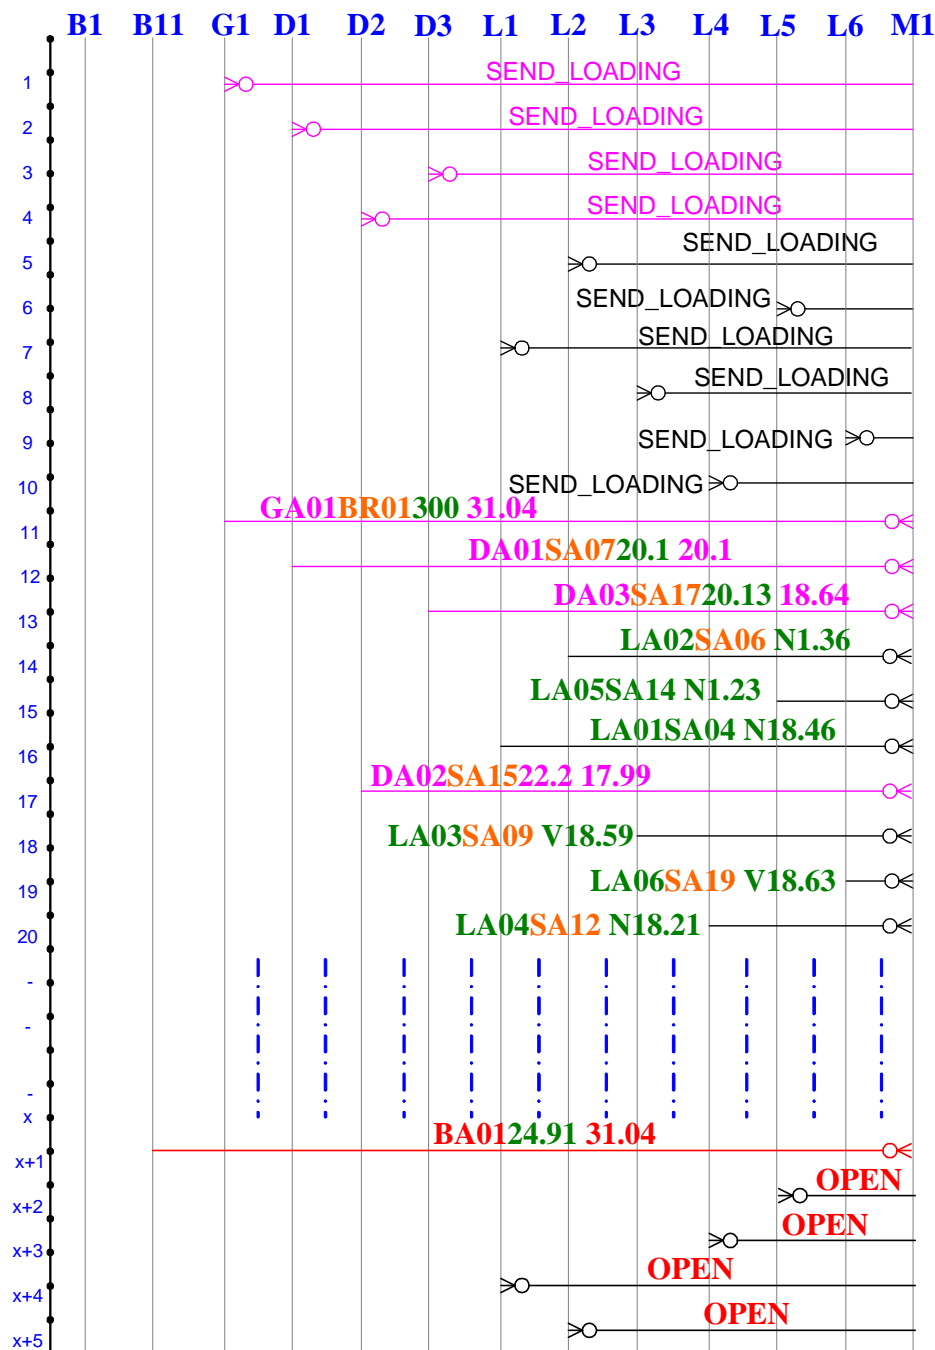 B1 B11 G1 D1 D2 D3 L1 L2 L3 L4 L5 L6 M1
1 SEND_LOADING
2 SEND_LOADING
3 SEND_LOADING
4 SEND_LOADING
5 SEND_LOADING
6 SEND_LOADING
7 SEND_LOADING
8 SEND_LOADING
9 SEND_LOADING
10 SEND_LOADING
11 GA01BR01300 31.04
12 DA01SA0720.1 20.1
13 DA03SA1720.13 18.64
14 LA02SA06 N1.36
15 LA05SA14 N1.23
16 LA01SA04 N18.46
17 DA02SA1522.2 17.99
18 LA03SA09 V18.59
19 LA06SA19 V18.63
20 LA04SA12 N18.21
-
-
-
x
x+1 BA0124.91 31.04
x+2 OPEN
x+3 OPEN
x+4 OPEN
x+5 OPEN